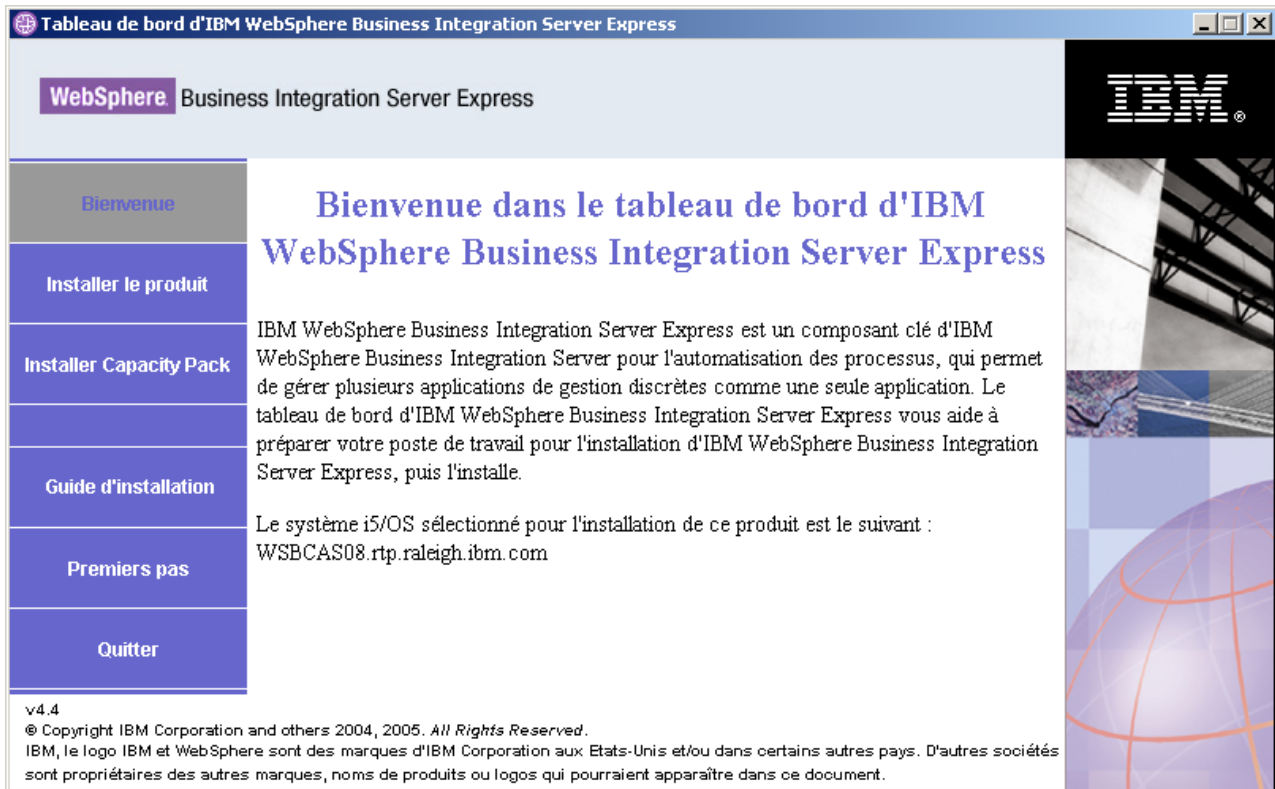 Tableau de bord d'IBM WebSphere Business Integration Server Express
WebSphere. Business Integration Server Express
IBM®
Bienvenue
Installer le produit
Installer Capacity Pack
Guide d'installation
Premiers pas
Quitter
Bienvenue dans le tableau de bord d'IBM
WebSphere Business Integration Server Express
IBM WebSphere Business Integration Server Express est un composant clé d'IBM
WebSphere Business Integration Server pour l'automatisation des processus, qui permet
de gérer plusieurs applications de gestion discrètes comme une seule application. Le
tableau de bord d'IBM WebSphere Business Integration Server Express vous aide à
préparer votre poste de travail pour l'installation d'IBM WebSphere Business Integration
Server Express, puis l'installe.
Le système i5/OS sélectionné pour l'installation de ce produit est le suivant :
WSBCAS08.rtp.raleigh.ibm.com
v4.4
© Copyright IBM Corporation and others 2004, 2005. All Rights Reserved.
IBM, le logo IBM et WebSphere sont des marques d'IBM Corporation aux Etats-Unis et/ou dans certains autres pays. D'autres sociétés
sont propriétaires des autres marques, noms de produits ou logos qui pourraient apparaître dans ce document.